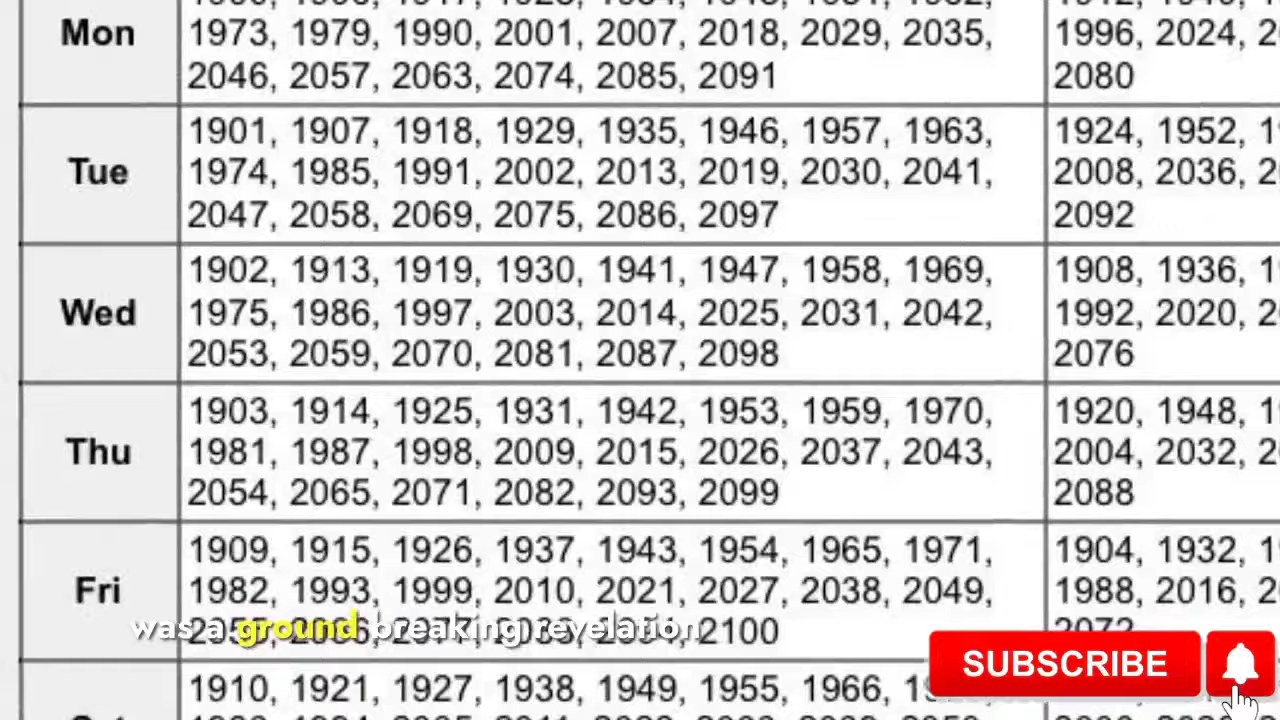 Mon
1973, 1979, 1990, 2001, 2007, 2018, 2029, 2035,
2046, 2057, 2063, 2074, 2085, 2091
1996, 2024,
2080
Tue
1901, 1907, 1918, 1929, 1935, 1946, 1957, 1963,
1974, 1985, 1991, 2002, 2013, 2019, 2030, 2041,
2047, 2058, 2069, 2075, 2086, 2097
1924, 1952,
2008, 2036,
2092
Wed
1902, 1913, 1919, 1930, 1941, 1947, 1958, 1969,
1975, 1986, 1997, 2003, 2014, 2025, 2031, 2042,
2053, 2059, 2070, 2081, 2087, 2098
1908, 1936,
1992, 2020,
2076
Thu
1903, 1914, 1925, 1931, 1942, 1953, 1959, 1970,
1981, 1987, 1998, 2009, 2015, 2026, 2037, 2043,
2054, 2065, 2071, 2082, 2093, 2099
1920, 1948,
2004, 2032,
2088
Fri
1909, 1915, 1926, 1937, 1943, 1954, 1965, 1971,
1982, 1993, 1999, 2010, 2021, 2027, 2038, 2049,
2100
1904, 1932,
1988, 2016,
was a ground breaking revelation
1910, 1921, 1927, 1938, 1949, 1955, 1966,
SUBSCRIBE